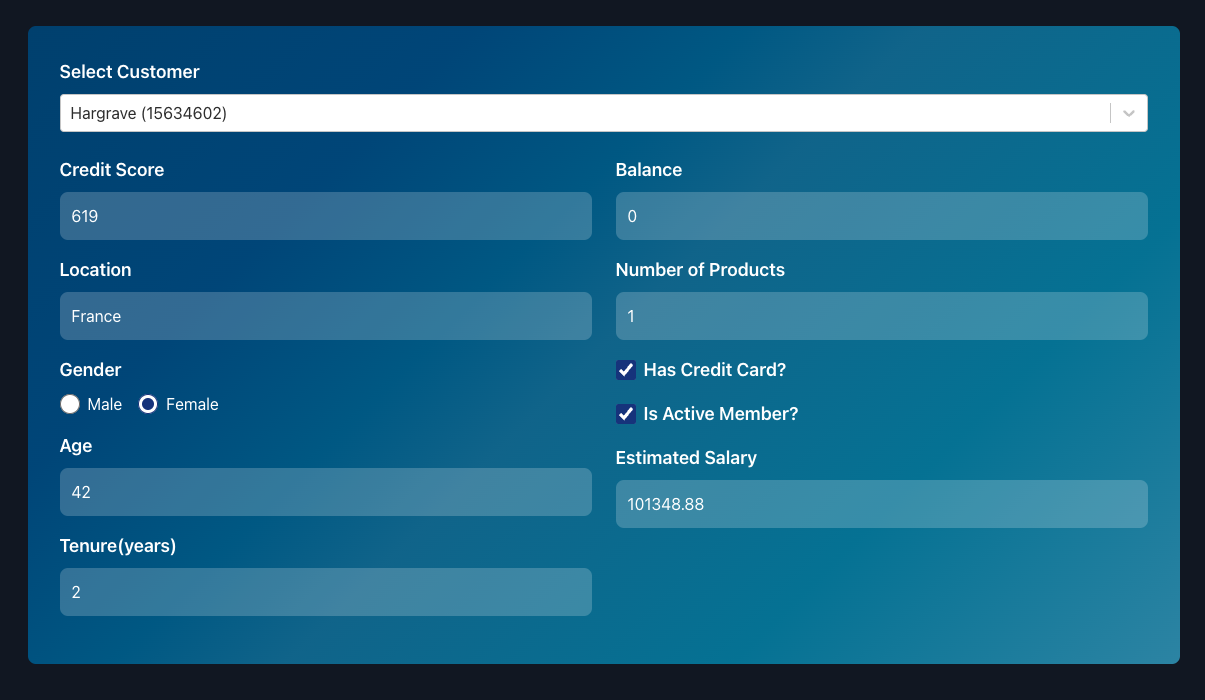 Select Customer
Hargrave (15634602)
Credit Score
619
Location
France
Gender
Male Female
Age
42
Tenure(years)
2
Balance
0
Number of Products
1
Has Credit Card?
Is Active Member?
Estimated Salary
101348.88